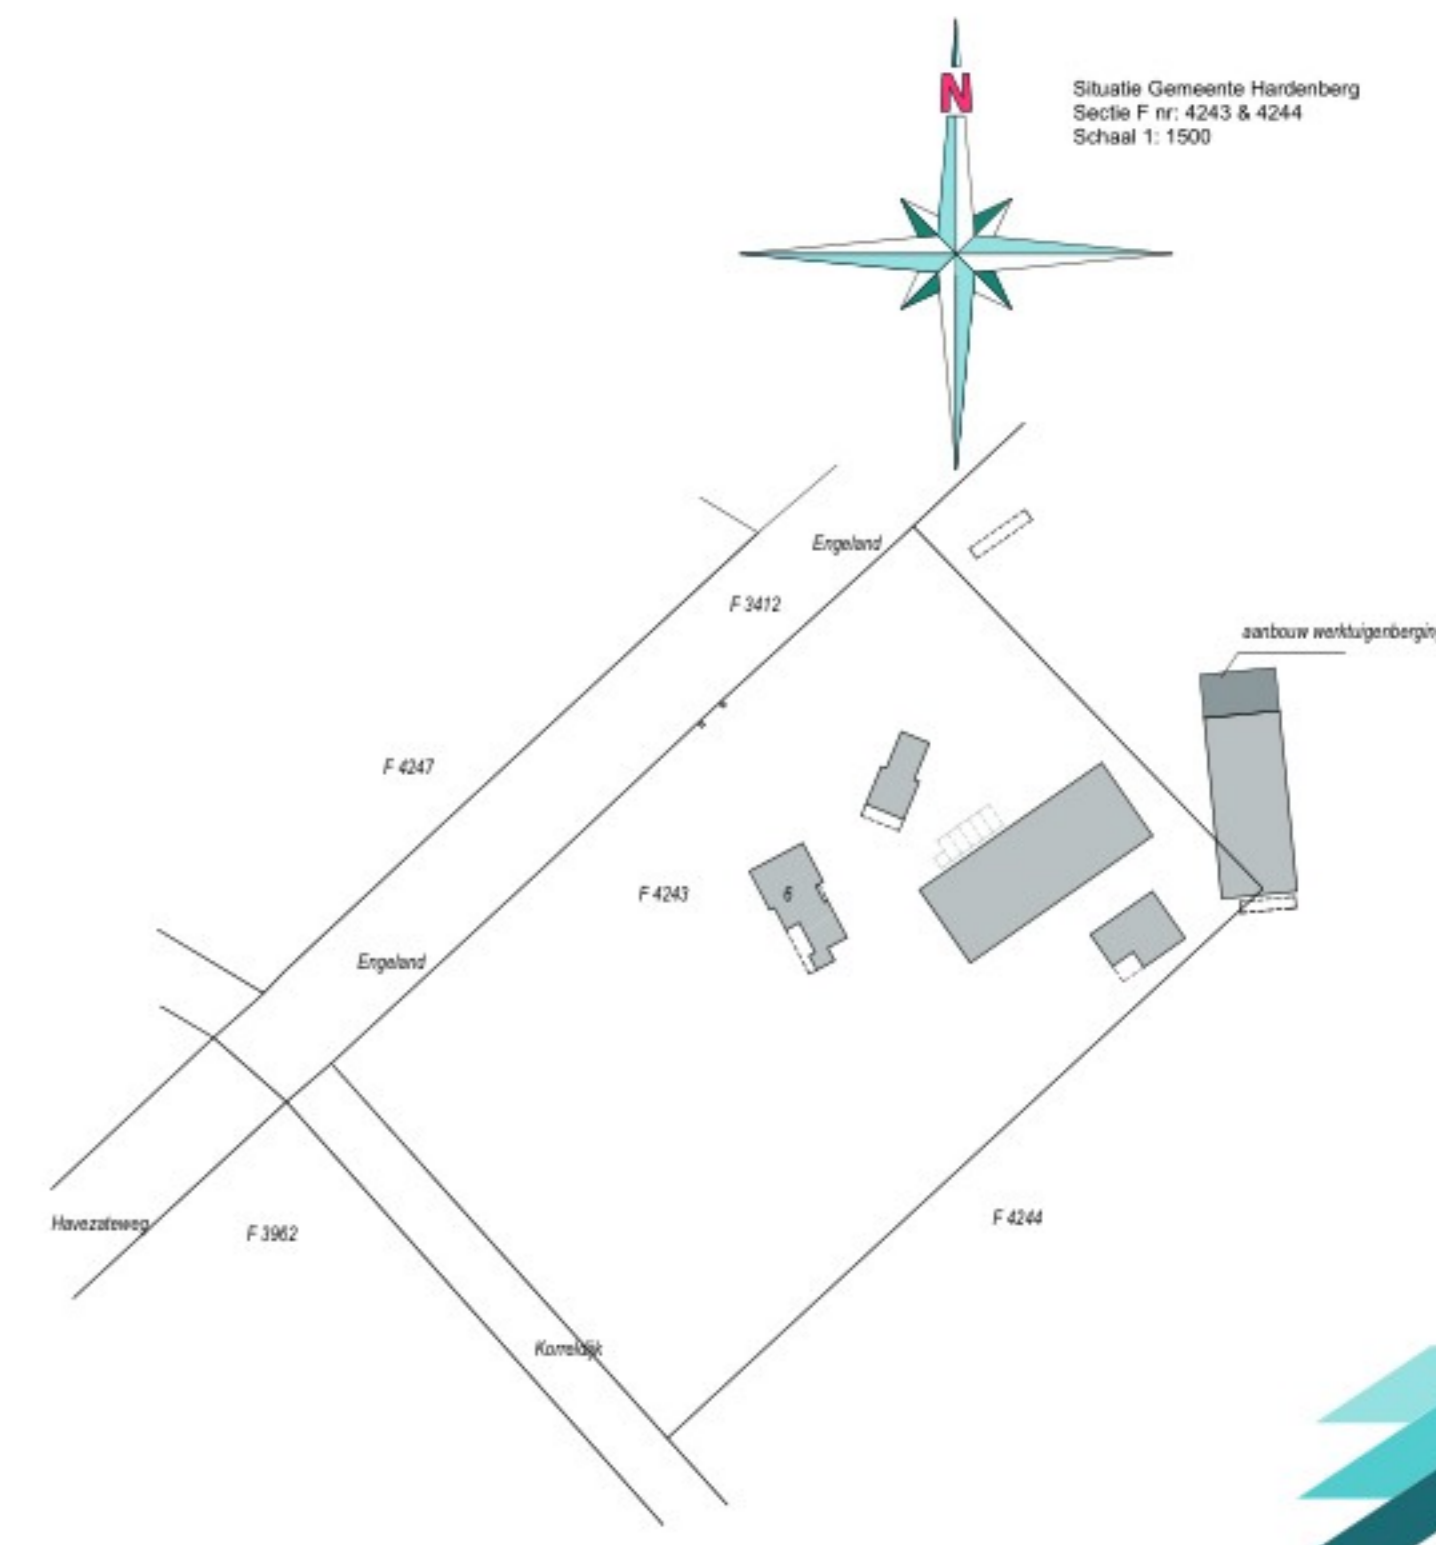 N
Situatie Gemeente Hardenberg
Sectie F nr: 4243 & 4244
Schaal 1: 1500
Engeland
F 3412
aanbouw werktuigenberging
F 4247
F 4243
6
Engeland
Havezateweg
F 3962
F 4244
Korreldijk